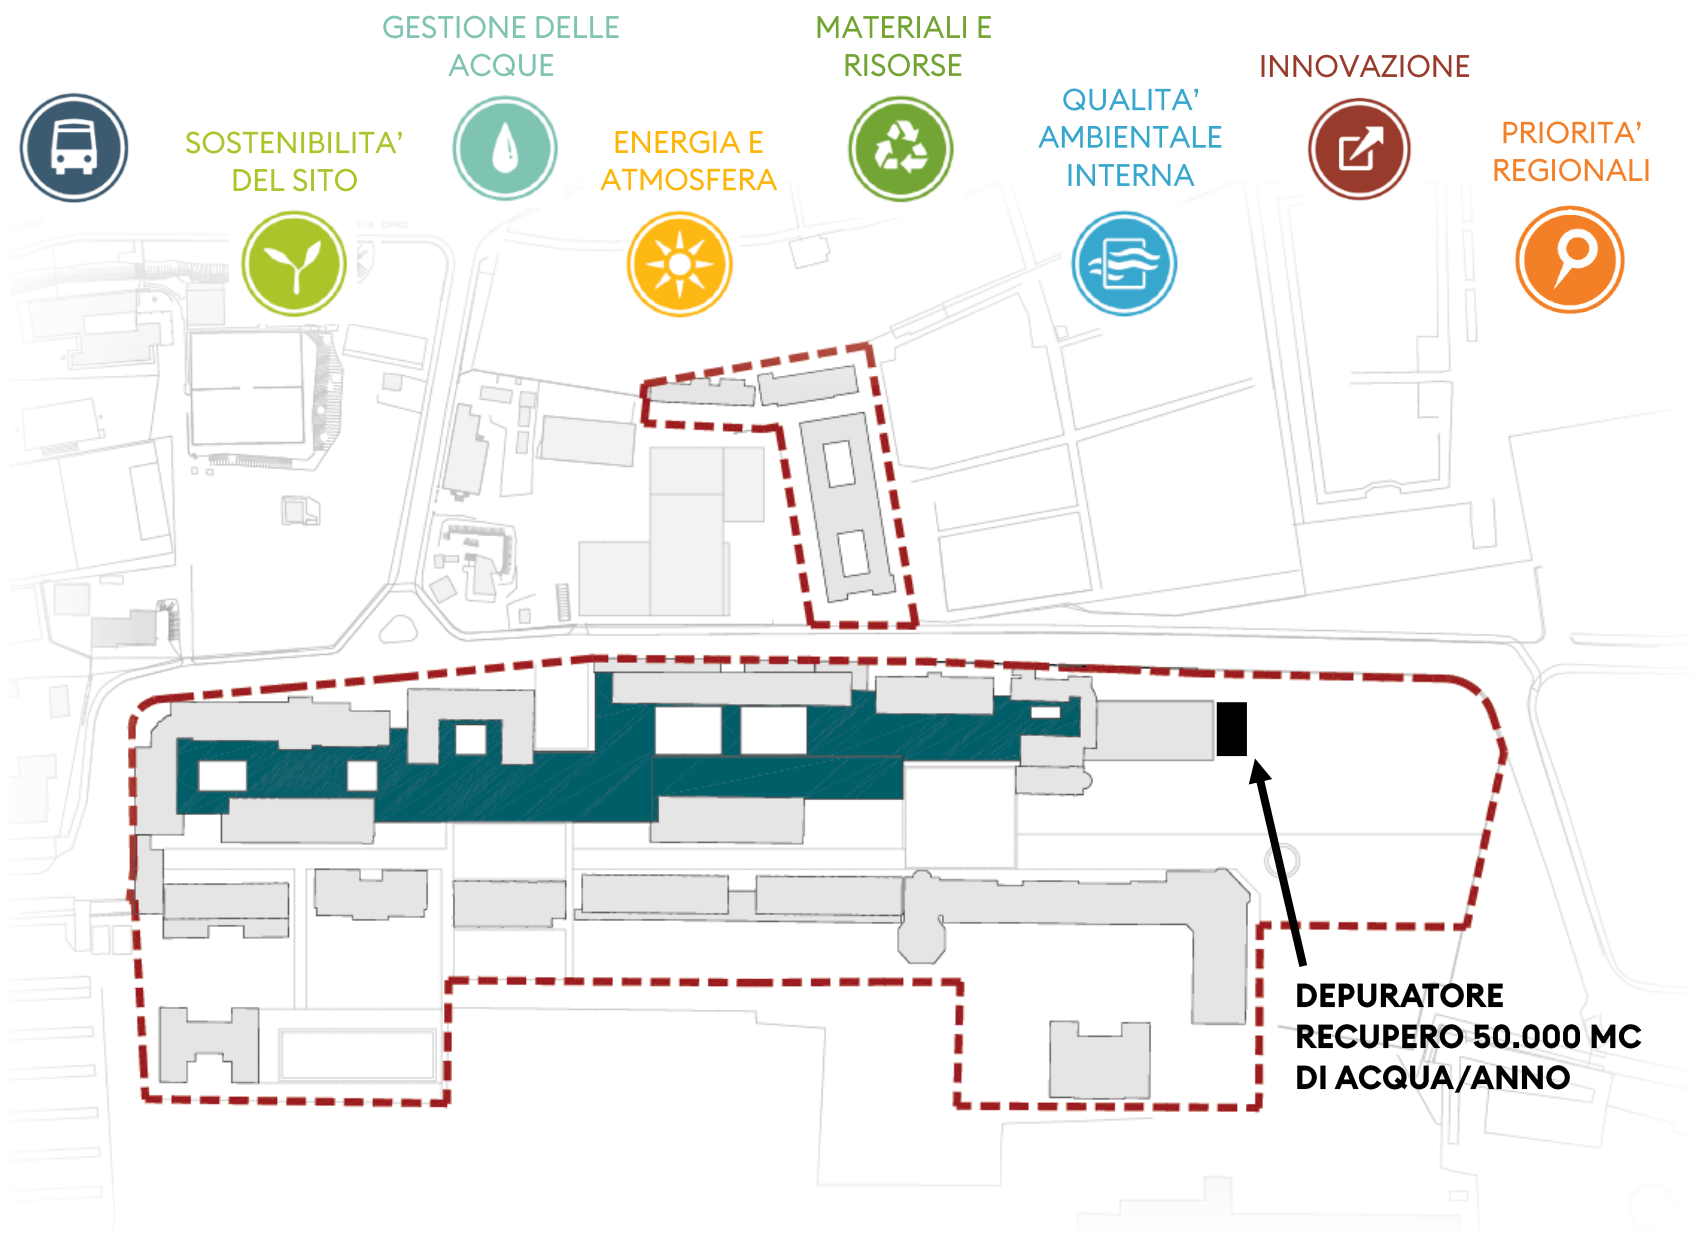 GESTIONE DELLE
ACQUE
MATERIALI E
RISORSE
INNOVAZIONE
SOSTENIBILITA’
DEL SITO
ENERGIA E
ATMOSFERA
QUALITA’
AMBIENTALE
INTERNA
PRIORITA’
REGIONALI
DEPURATORE
RECUPERO 50.000 MC
DI ACQUA/ANNO